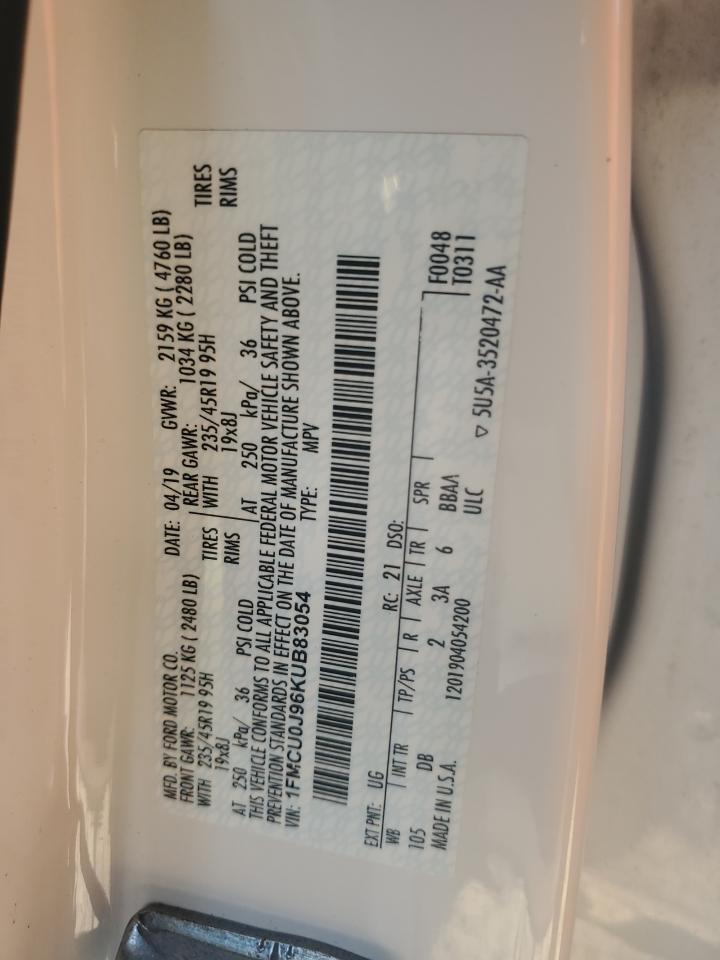 MFD. BY FORD MOTOR CO. DATE: 04/19 GVWR: 2159 KG ( 4760 LB)
FRONT GAWR: 1125 KG ( 2480 LB) REAR GAWR: 1034 KG ( 2280 LB)
WITH 235/45R19 95H TIRES WITH 235/45R19 95H TIRES
19x8J RIMS 19x8J RIMS
AT 250 kPa/ 36 PSI COLD AT 250 kPa/ 36 PSI COLD
THIS VEHICLE CONFORMS TO ALL APPLICABLE FEDERAL MOTOR VEHICLE SAFETY AND THEFT
PREVENTION STANDARDS IN EFFECT ON THE DATE OF MANUFACTURE SHOWN ABOVE.
VIN: 1FMCU0J96KUB83054 TYPE: MPV
EXT PNT: UG RC: 21 DSO:
WB INT TR TP/PS R AXLE TR SPR F0048
105 DB 2 3A 6 BBAA T0311
MADE IN U.S.A. 1201904054200 ULC ▽ 5U5A-3520472-AA